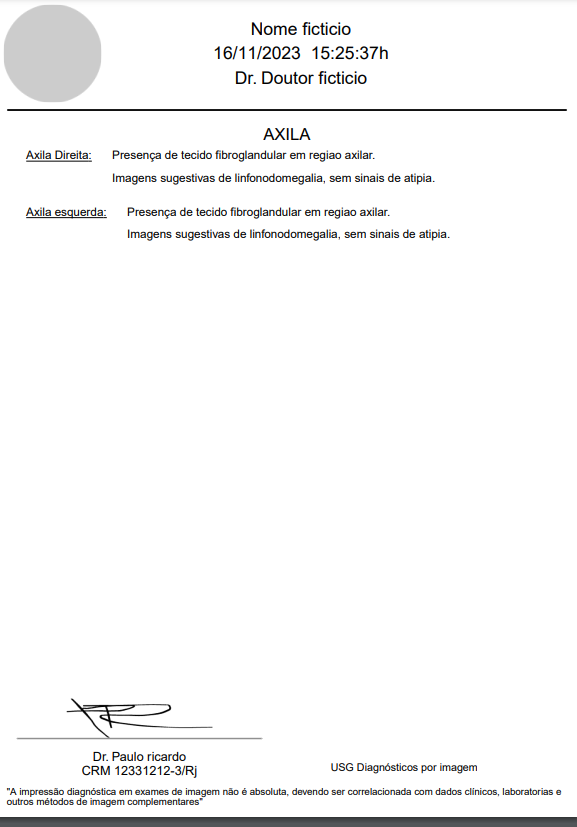 Nome ficticio
16/11/2023 15:25:37h
Dr. Doutor ficticio
AXILA
Axila Direita: Presença de tecido fibroglandular em regiao axilar.
Imagens sugestivas de linfonodomegalia, sem sinais de atipia.
Axila esquerda: Presença de tecido fibroglandular em regiao axilar.
Imagens sugestivas de linfonodomegalia, sem sinais de atipia.
Dr. Paulo ricardo
CRM 12331212-3/Rj
USG Diagnósticos por imagem
"A impressão diagnóstica em exames de imagem não é absoluta, devendo ser correlacionada com dados clínicos, laboratorias e
outros métodos de imagem complementares"